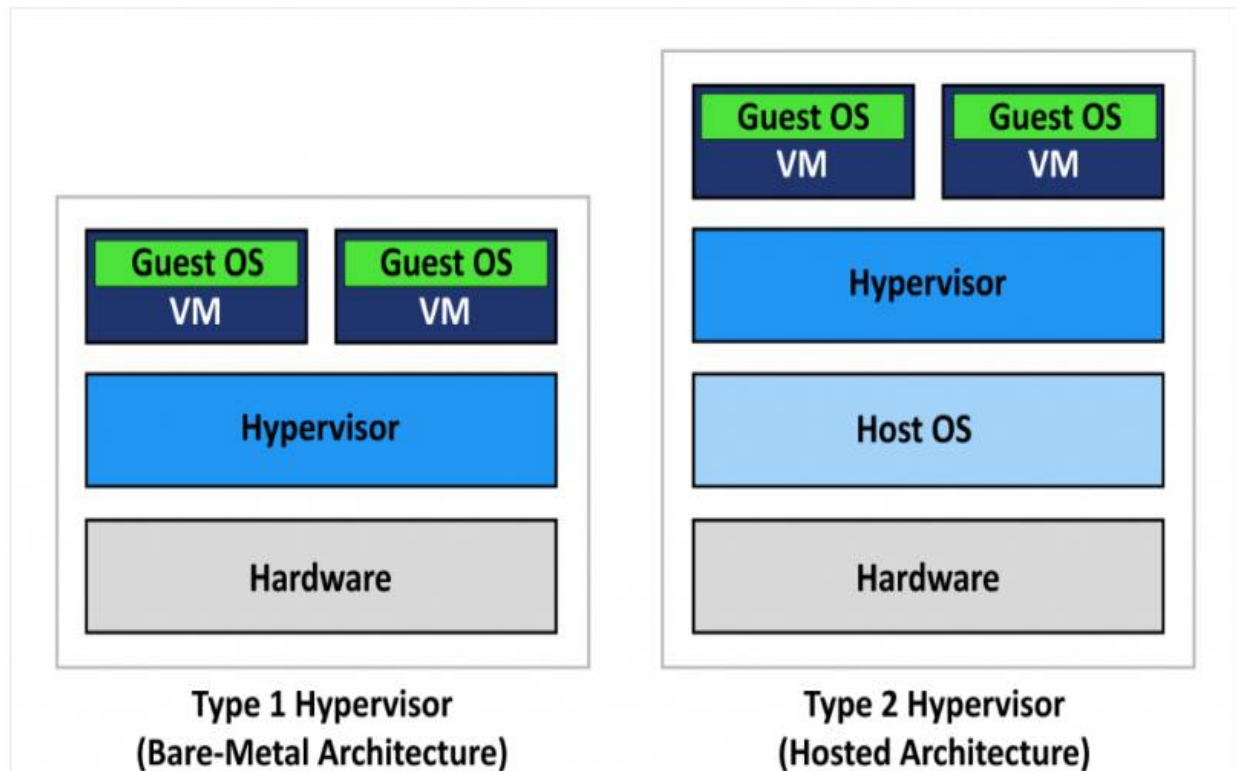 Guest OS
VM
Guest OS
VM
Hypervisor
Hardware
Type 1 Hypervisor
(Bare-Metal Architecture)
Guest OS
VM
Guest OS
VM
Hypervisor
Host OS
Hardware
Type 2 Hypervisor
(Hosted Architecture)